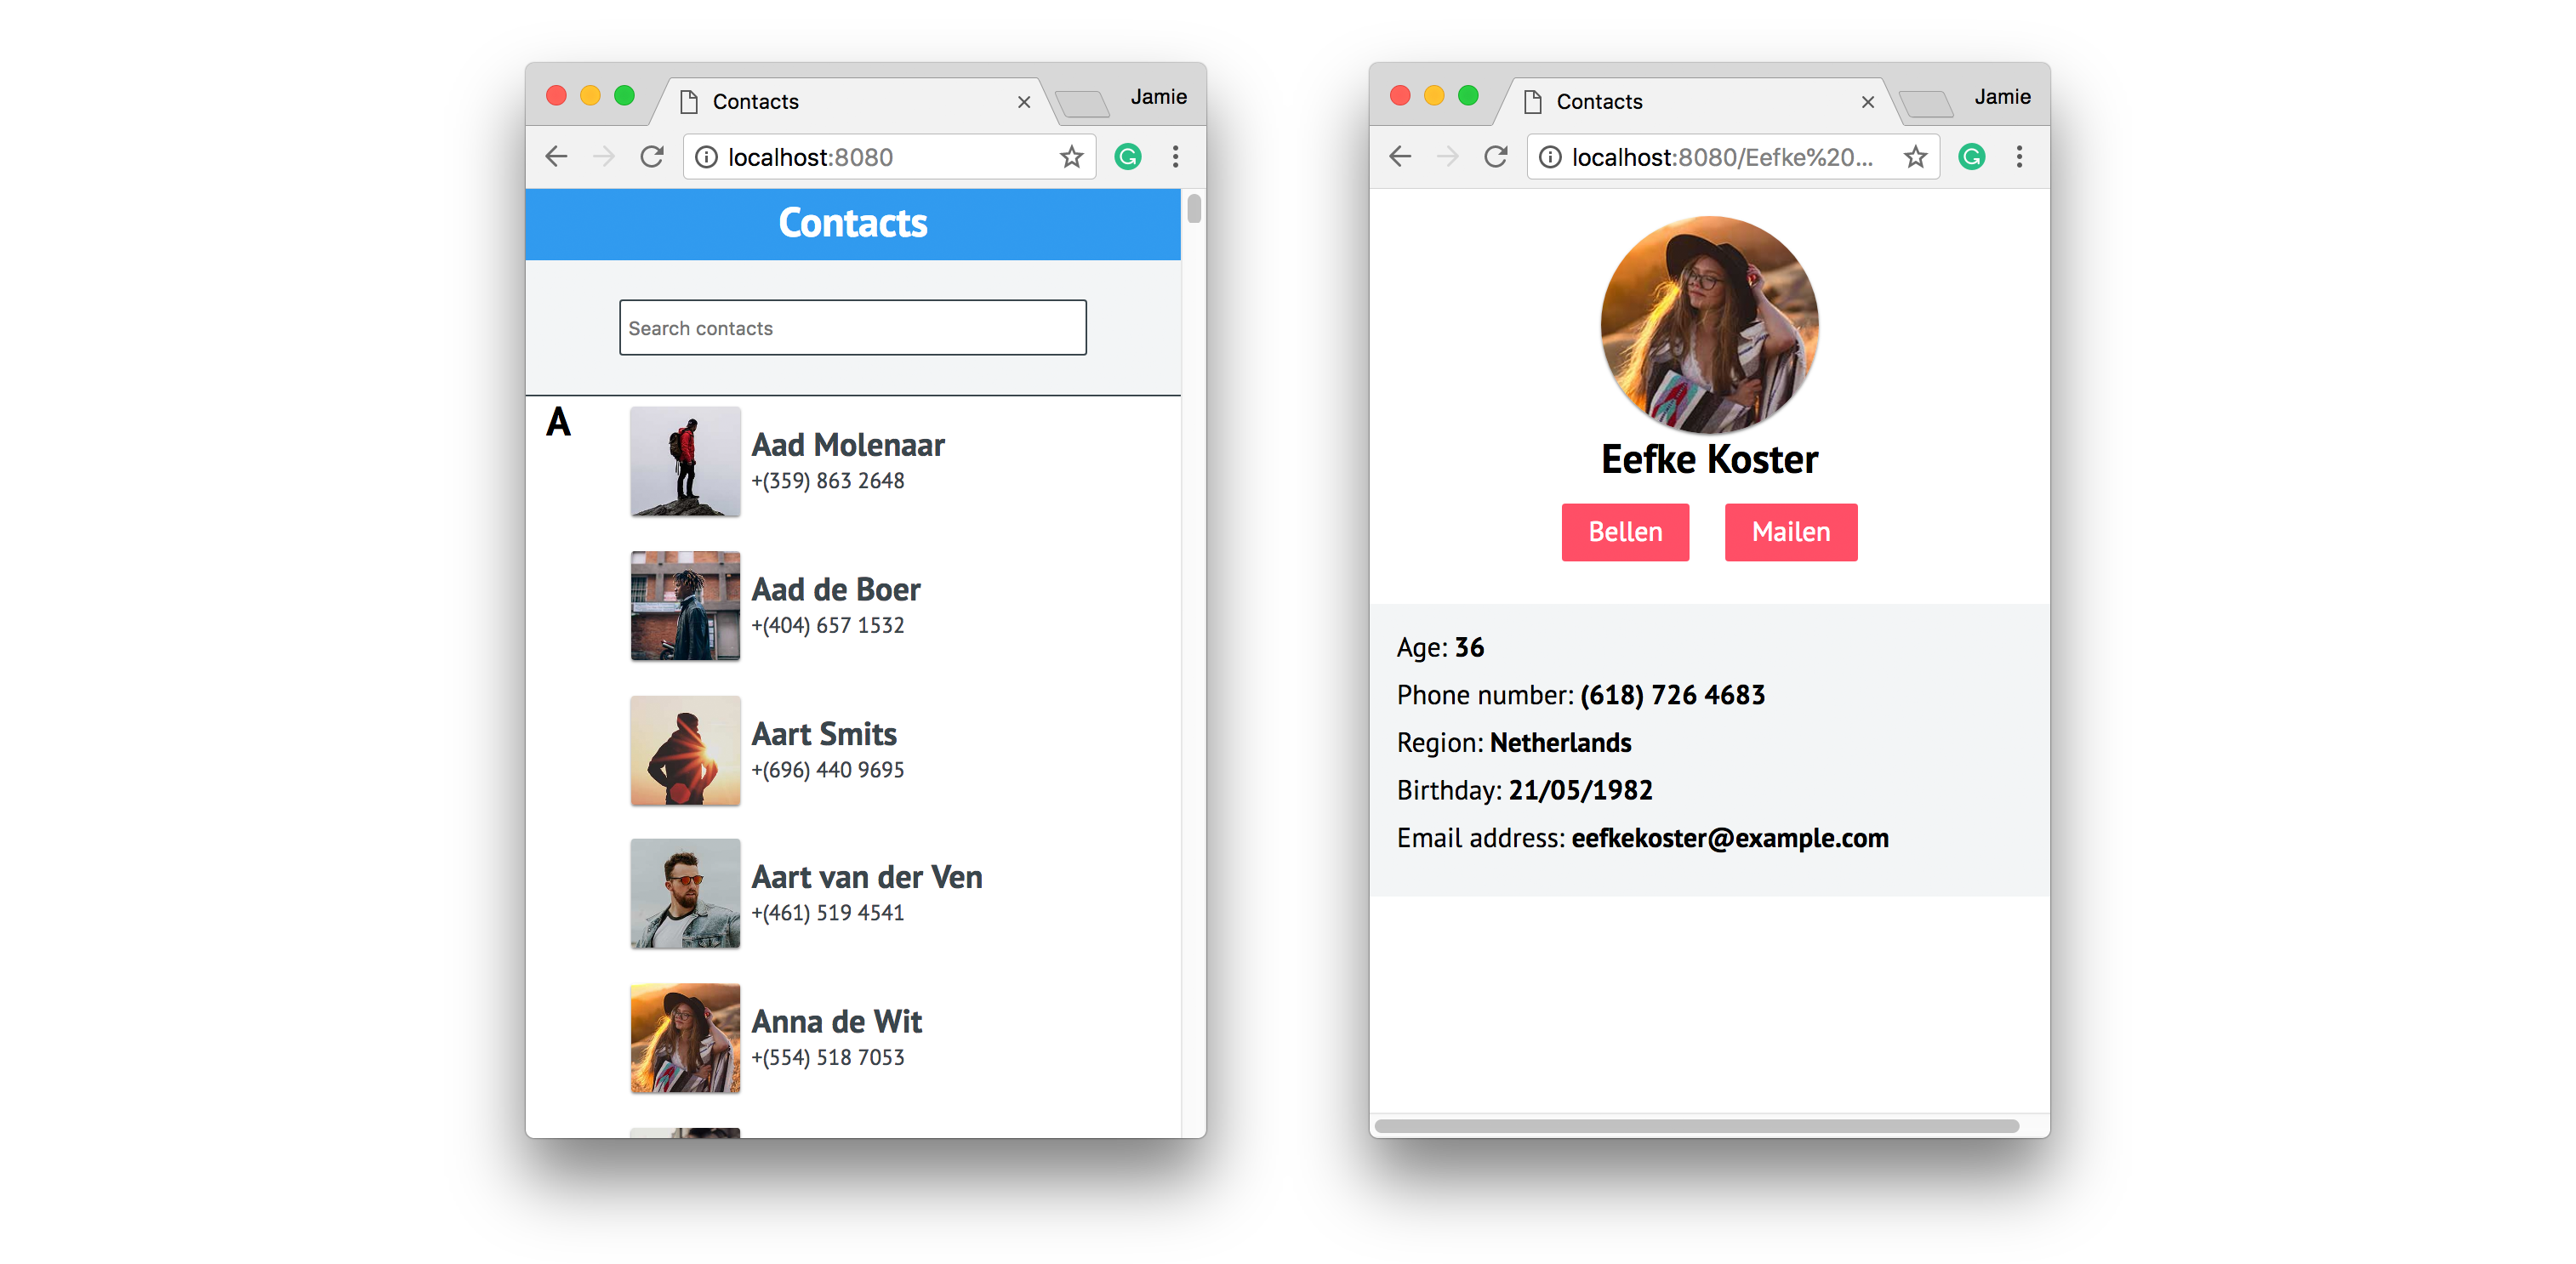 Contacts
Jamie
localhost:8080
Contacts
Search contacts
A
Aad Molenaar
+(359) 863 2648
Aad de Boer
+(404) 657 1532
Aart Smits
+(696) 440 9695
Aart van der Ven
+(461) 519 4541
Anna de Wit
+(554) 518 7053
Contacts
Jamie
localhost:8080/Eefke%20...
Eefke Koster
Bellen
Mailen
Age: 36
Phone number: (618) 726 4683
Region: Netherlands
Birthday: 21/05/1982
Email address: eefkekoster@example.com